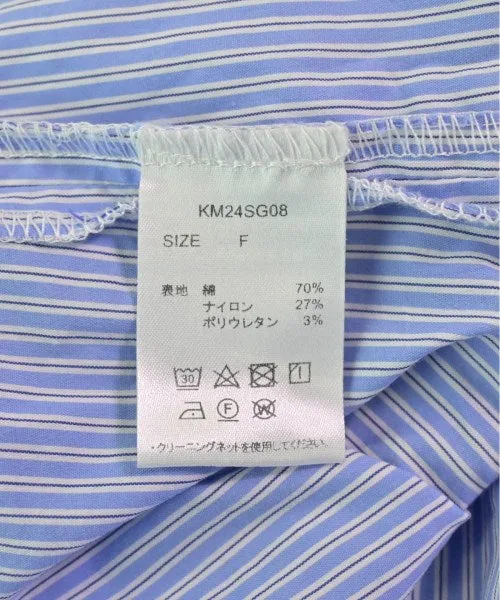 KM24SG08
SIZE F
表地 綿 70%
ナイロン 27%
ポリウレタン 3%
30
F W
・クリーニングネットを使用してください。